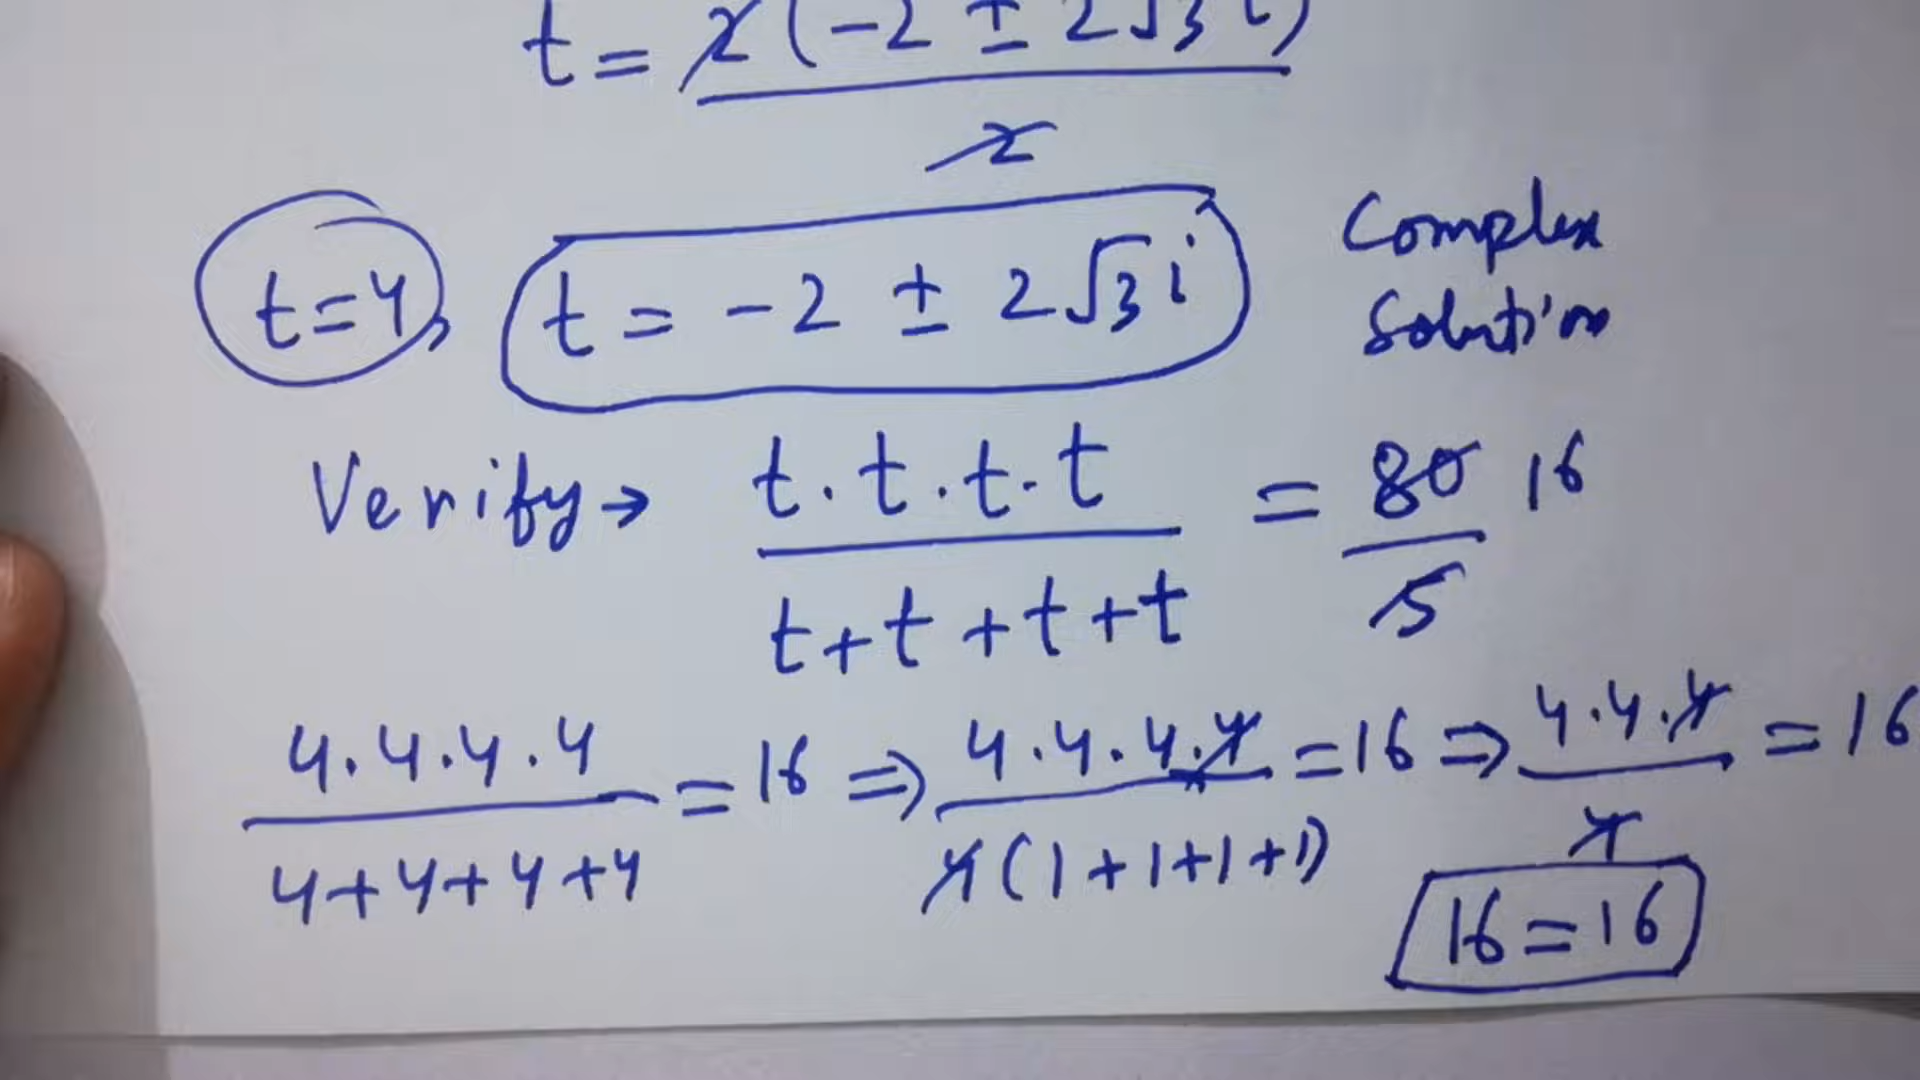 t = 2(-2 ± 2√3 i) / 2
t=4, t = -2 ± 2√3 i Complex Solution
Verify → t.t.t.t / t+t+t+t = 80/5 16
4.4.4.4 / 4+4+4+4 = 16 ⇒ 4.4.4.4 / 4(1+1+1+1) = 16 ⇒ 4.4.4 / 4 = 16
16=16